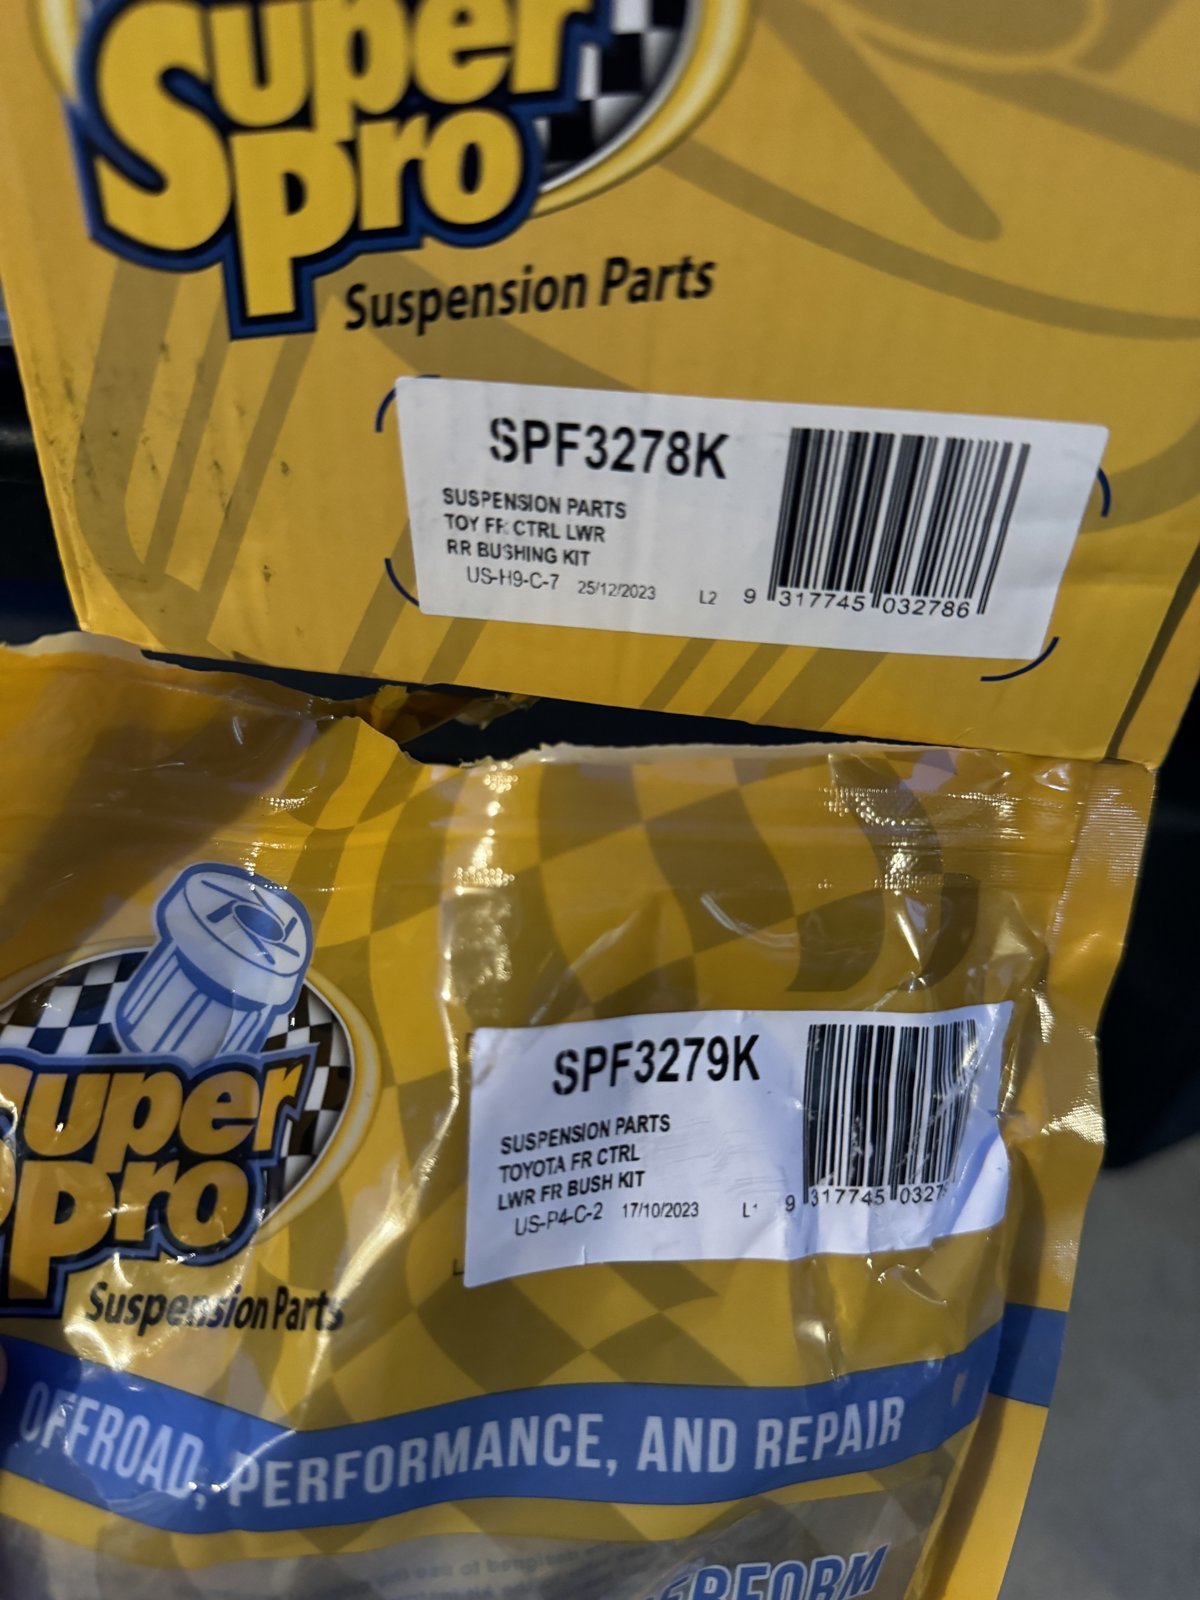 Super
Pro
Suspension Parts
SPF3278K
SUSPENSION PARTS
TOY FR CTRL LWR
RR BUSHING KIT
US-H9-C-7 25/12/2023 L2 9 317745 032786
SPF3279K
SUSPENSION PARTS
TOYOTA FR CTRL
LWR FR BUSH KIT
US-P4-C-2 17/10/2023 9 317745
uper
pro
Suspension Parts
OFFROAD, PERFORMANCE, AND REPAIR
ERFORM